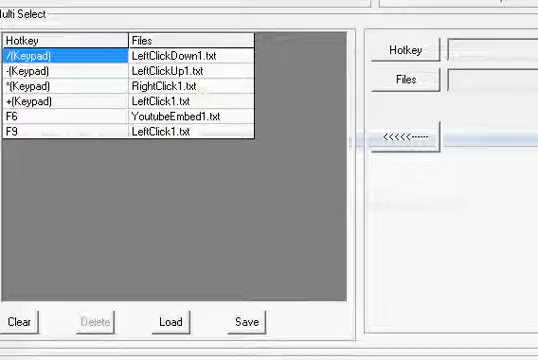 ulti Select
Hotkey Files
/(Keypad) LeftClickDown1.txt
-(Keypad) LeftClickUp1.txt
*(Keypad) RightClick1.txt
+(Keypad) LeftClick1.txt
F6 YoutubeEmbed1.txt
F9 LeftClick1.txt
Hotkey
Files
<<<<<-----
Clear Delete Load Save